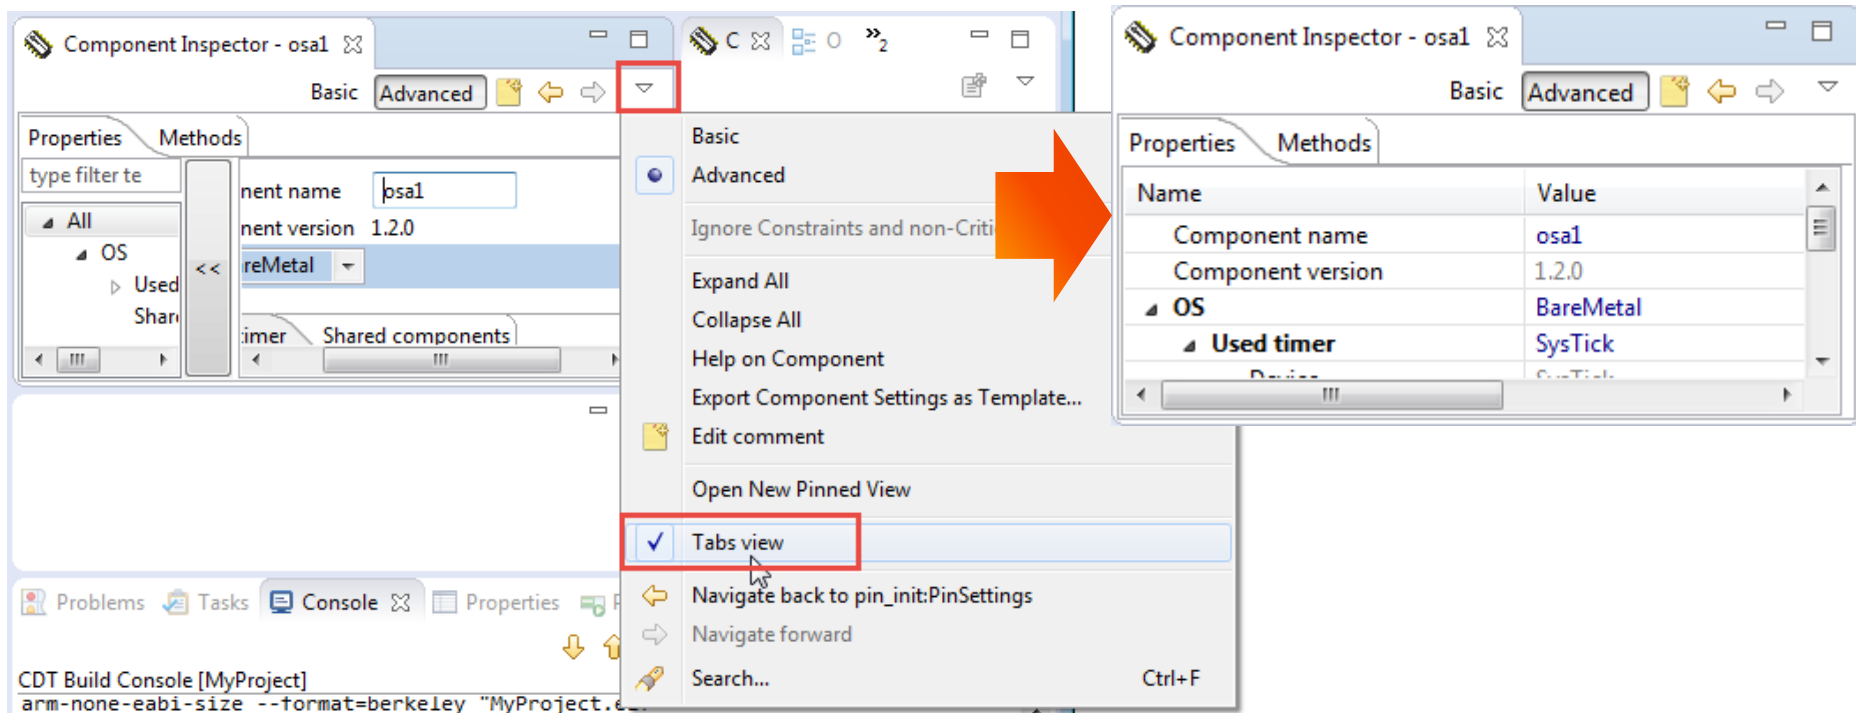 Component Inspector - osa1
Basic Advanced
Properties Methods
type filter te
All
OS
Used
Shar
<<
nent name osa1
nent version 1.2.0
reMetal
timer Shared components
C O »2
Basic
Advanced
Ignore Constraints and non-Criti
Expand All
Collapse All
Help on Component
Export Component Settings as Template...
Edit comment
Open New Pinned View
Tabs view
Navigate back to pin_init:PinSettings
Navigate forward
Search... Ctrl+F
Problems Tasks Console Properties P
CDT Build Console [MyProject]
arm-none-eabi-size --format=berkeley "MyProject.e
Component Inspector - osa1
Basic Advanced
Properties Methods
Name Value
Component name osa1
Component version 1.2.0
OS BareMetal
Used timer SysTick
Device SysTick